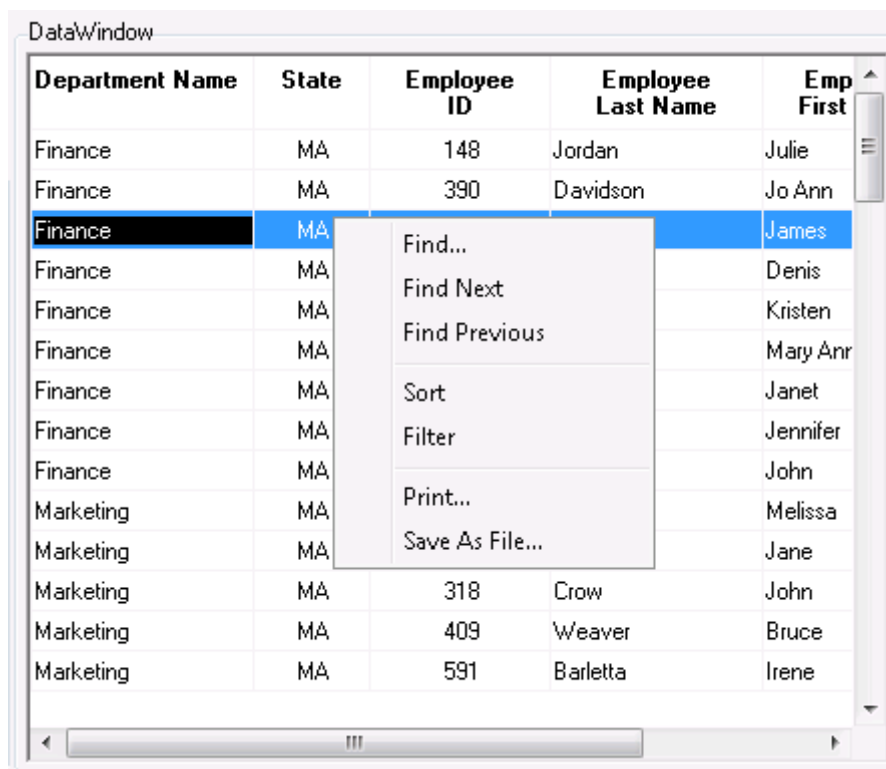 DataWindow
Department Name State Employee ID Employee Last Name Emp First
Finance MA 148 Jordan Julie
Finance MA 390 Davidson Jo Ann
Finance MA James
Finance MA Denis
Finance MA Kristen
Finance MA Mary Ann
Finance MA Janet
Finance MA Jennifer
Finance MA John
Marketing MA Melissa
Marketing MA Jane
Marketing MA 318 Crow John
Marketing MA 409 Weaver Bruce
Marketing MA 591 Barletta Irene
Find...
Find Next
Find Previous
Sort
Filter
Print...
Save As File...